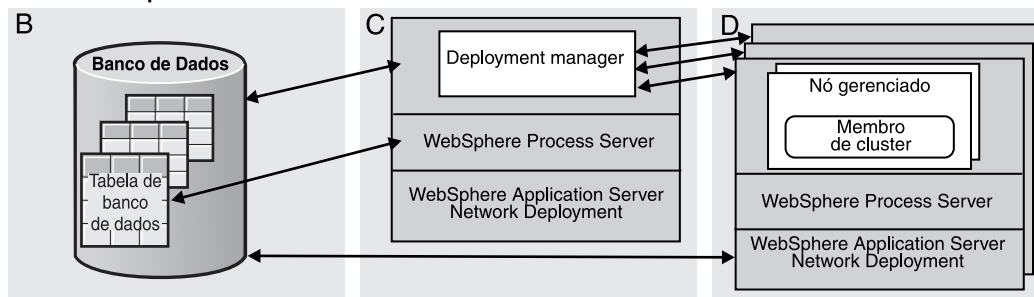 B
Banco de Dados
Tabela de
banco
de dados
C
Deployment manager
WebSphere Process Server
WebSphere Application Server
Network Deployment
D
Nó gerenciado
Membro
de cluster
WebSphere Process Server
WebSphere Application Server
Network Deployment